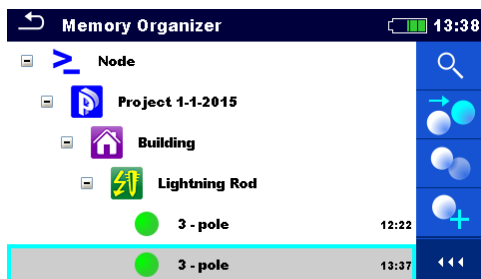 Memory Organizer 13:38
Node
Project 1-1-2015
Building
Lightning Rod
3 - pole 12:22
3 - pole 13:37